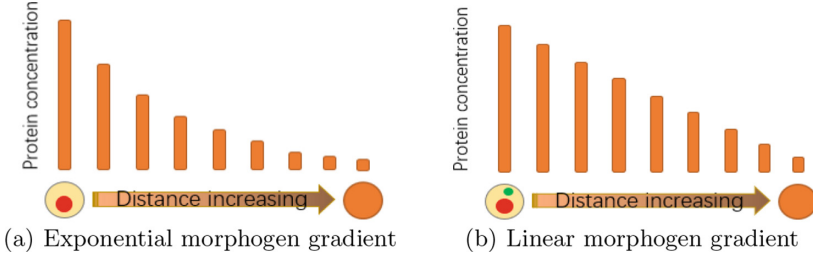 Protein concentration
Distance increasing
(a) Exponential morphogen gradient
Protein concentration
Distance increasing
(b) Linear morphogen gradient